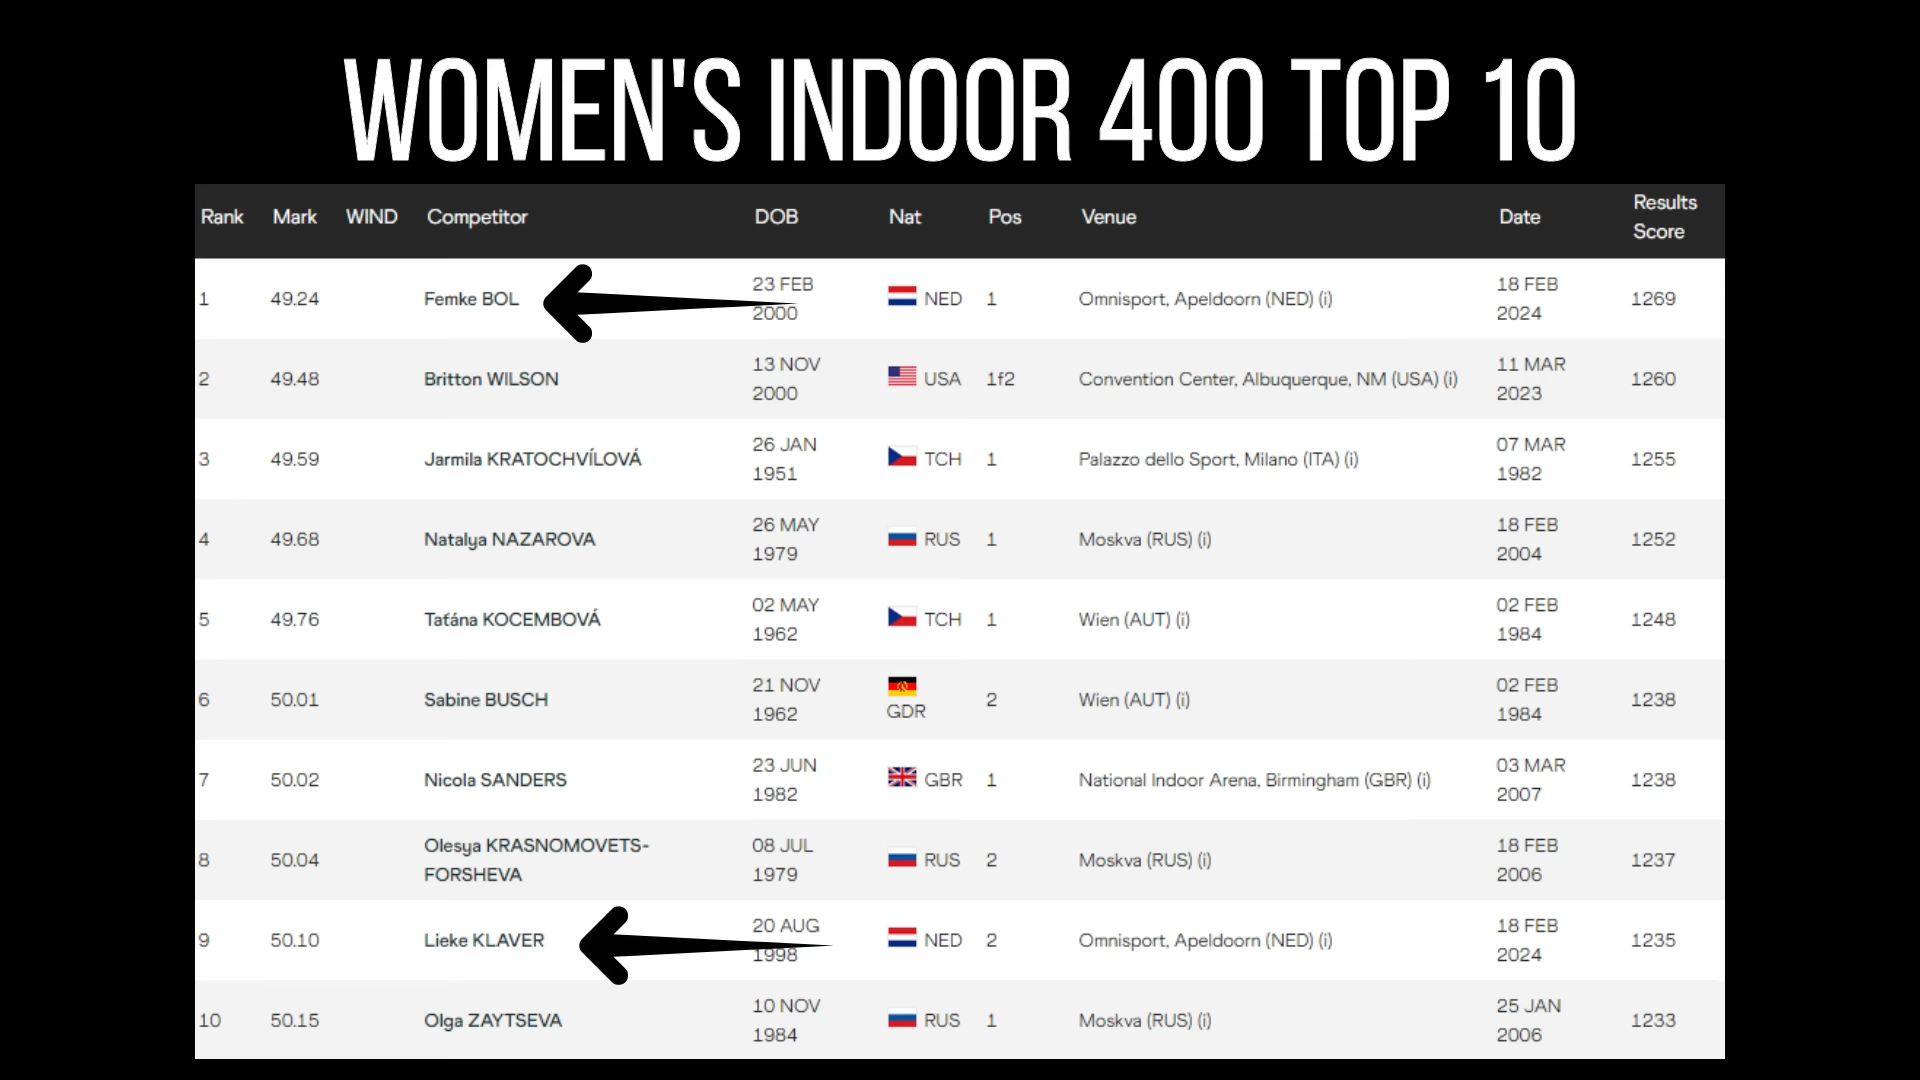 WOMEN'S INDOOR 400 TOP 10
Rank Mark WIND Competitor DOB Nat Pos Venue Date Results Score
1 49.24 Femke BOL 23 FEB 2000 NED 1 Omnisport, Apeldoorn (NED) (i) 18 FEB 2024 1269
2 49.48 Britton WILSON 13 NOV 2000 USA 1f2 Convention Center, Albuquerque, NM (USA) (i) 11 MAR 2023 1260
3 49.59 Jarmila KRATOCHVÍLOVÁ 26 JAN 1951 TCH 1 Palazzo dello Sport, Milano (ITA) (i) 07 MAR 1982 1255
4 49.68 Natalya NAZAROVA 26 MAY 1979 RUS 1 Moskva (RUS) (i) 18 FEB 2004 1252
5 49.76 Taťána KOCEMBOVÁ 02 MAY 1962 TCH 1 Wien (AUT) (i) 02 FEB 1984 1248
6 50.01 Sabine BUSCH 21 NOV 1962 GDR 2 Wien (AUT) (i) 02 FEB 1984 1238
7 50.02 Nicola SANDERS 23 JUN 1982 GBR 1 National Indoor Arena, Birmingham (GBR) (i) 03 MAR 2007 1238
8 50.04 Olesya KRASNOMOVETS-FORSHEVA 08 JUL 1979 RUS 2 Moskva (RUS) (i) 18 FEB 2006 1237
9 50.10 Lieke KLAVER 20 AUG 1998 NED 2 Omnisport, Apeldoorn (NED) (i) 18 FEB 2024 1235
10 50.15 Olga ZAYTSEVA 10 NOV 1984 RUS 1 Moskva (RUS) (i) 25 JAN 2006 1233